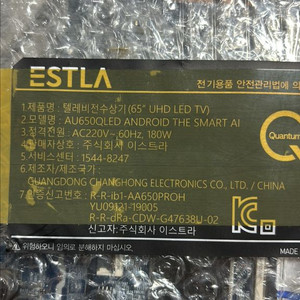 ESTLA
전기용품 안전관리법에 의
1.제품명 : 텔레비전수상기(65" UHD LED TV)
2.모델명 : AU650QLED ANDROID THE SMART AI
3.정격전원 : AC220V~ 60Hz, 180W
4.판매자상호 : 주식회사 이스트라
5.서비스센터 : 1544-8247
6.제조자/제조국가 :
GUANGDONG CHANGHONG ELECTRONICS CO., LTD. / CHINA
Quantum
7.인증번호 : R-R-ib1-AA650PROH
YU09121-19005
R-R-dRa-CDW-G47638U-02
신고자: 주식회사 이스트라
위험하오니 임의로 분해하지 마십시오.
MADE